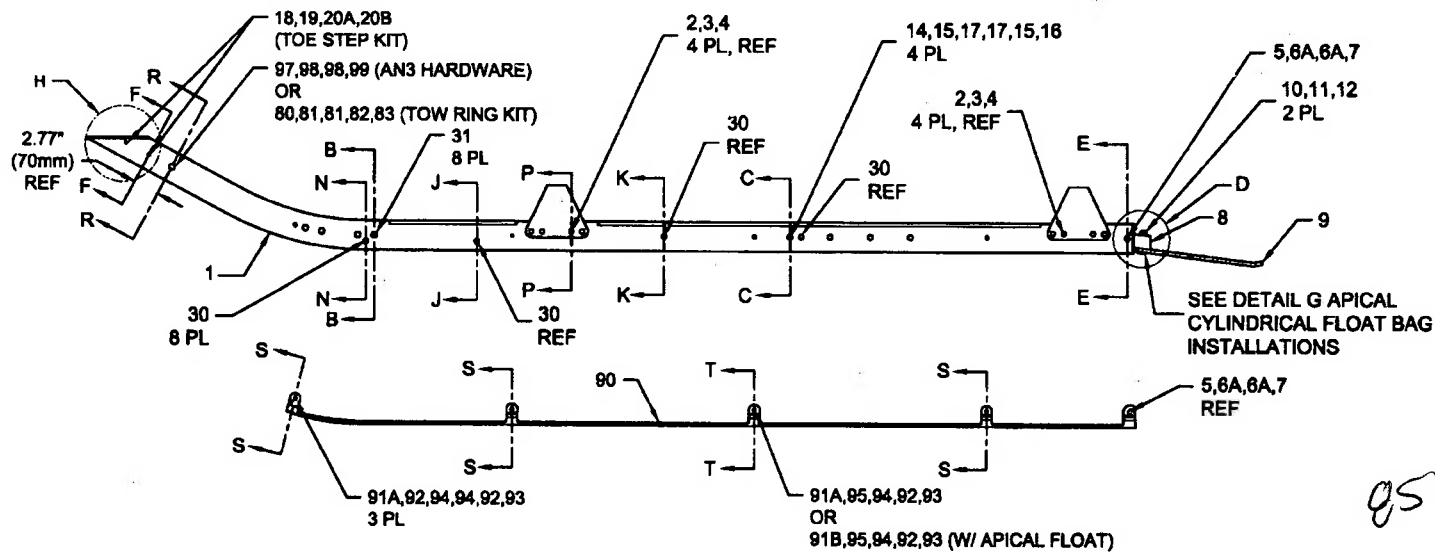 18,19,20A,20B
(TOE STEP KIT)
97,98,98,99 (AN3 HARDWARE)
OR
80,81,81,82,83 (TOW RING KIT)
2,3,4
4 PL, REF
14,15,17,17,15,16
4 PL
5,6A,6A,7
10,11,12
2 PL
H
R
F
2.77"
(70mm)
REF
F
R
31
8 PL
B
N
J
P
30
REF
K
C
2,3,4
4 PL, REF
30
REF
E
D
8
9
1
30
8 PL
N
B
J
30
REF
P
K
C
E
SEE DETAIL G APICAL
CYLINDRICAL FLOAT BAG
INSTALLATIONS
S
S
90
T
S
5,6A,6A,7
REF
S
S
T
S
91A,92,94,94,92,93
3 PL
91A,95,94,92,93
OR
91B,95,94,92,93 (W/ APICAL FLOAT)